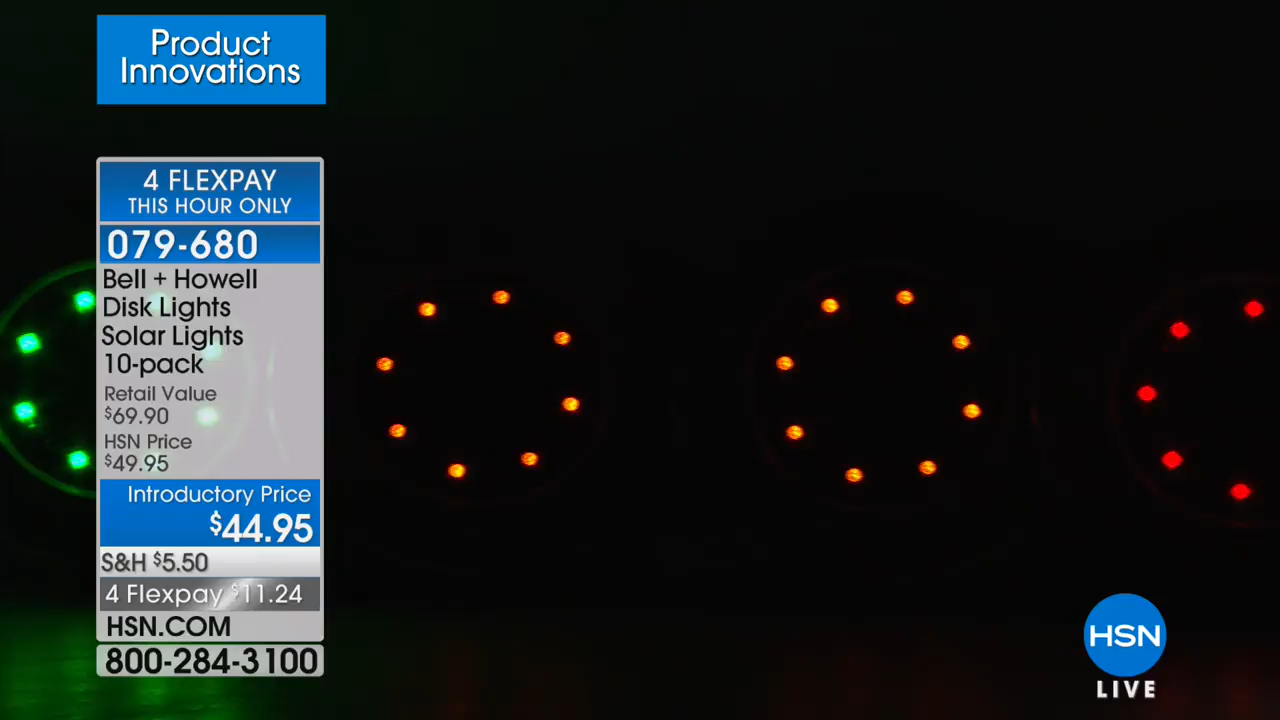 Product
Innovations
4 FLEXPAY
THIS HOUR ONLY
079-680
Bell + Howell
Disk Lights
Solar Lights
10-pack
Retail Value
$69.90
HSN Price
$49.95
Introductory Price
$44.95
S&H $5.50
4 Flexpay $11.24
HSN.COM
800-284-3100
HSN
LIVE